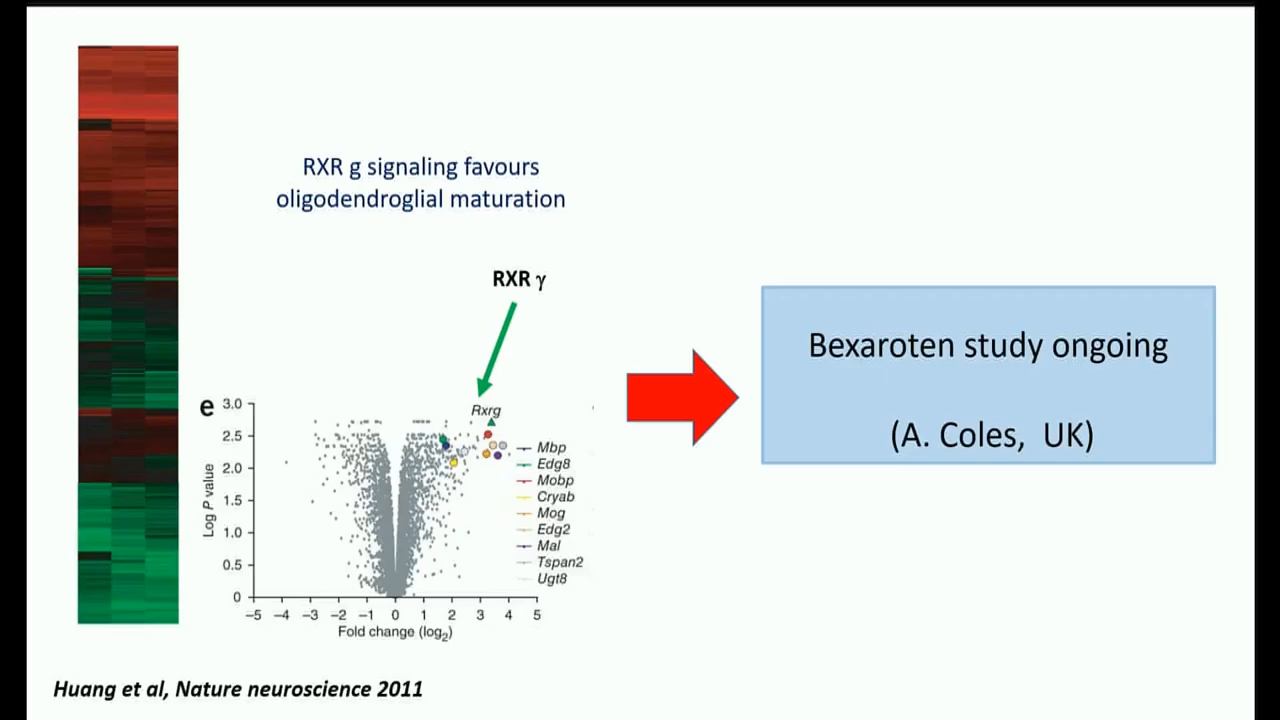 RXR g signaling favours
oligodendroglial maturation
RXR γ
Bexaroten study ongoing
(A. Coles, UK)
e
Rxrg
3.0
2.5
2.0
1.5
1.0
0.5
0
Log P value
–5 –4 –3 –2 –1 0 1 2 3 4 5
Fold change (log2)
Mbp
Edg8
Mobp
Cryab
Mog
Edg2
Mal
Tspan2
Ugt8
Huang et al, Nature neuroscience 2011